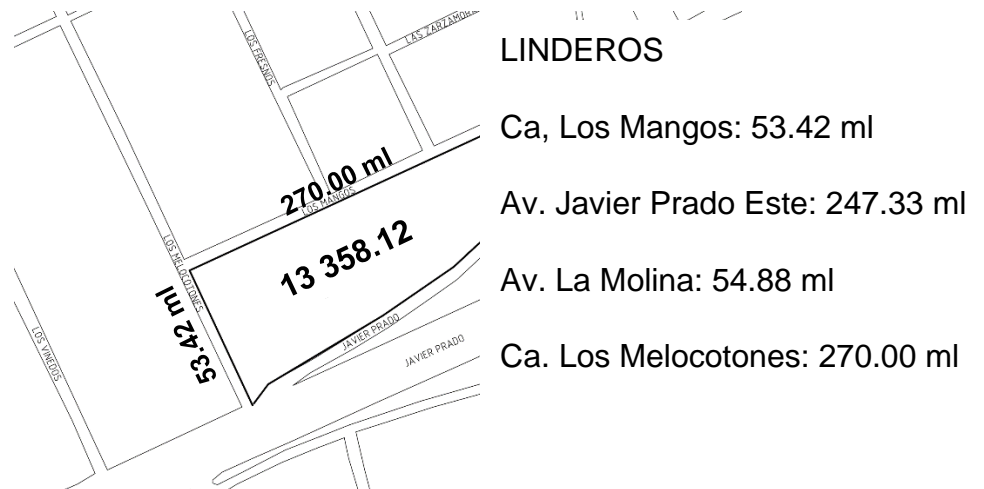 LOS FRESNOS
LAS ZARZAMORA
LINDEROS
Ca, Los Mangos: 53.42 ml
270.00 ml
LOS MANGOS
Av. Javier Prado Este: 247.33 ml
LOS MELOCOTONES
13 358.12
Av. La Molina: 54.88 ml
53.42 ml
LOS VINEDOS
JAVIER PRADO
JAVIER PRADO
Ca. Los Melocotones: 270.00 ml